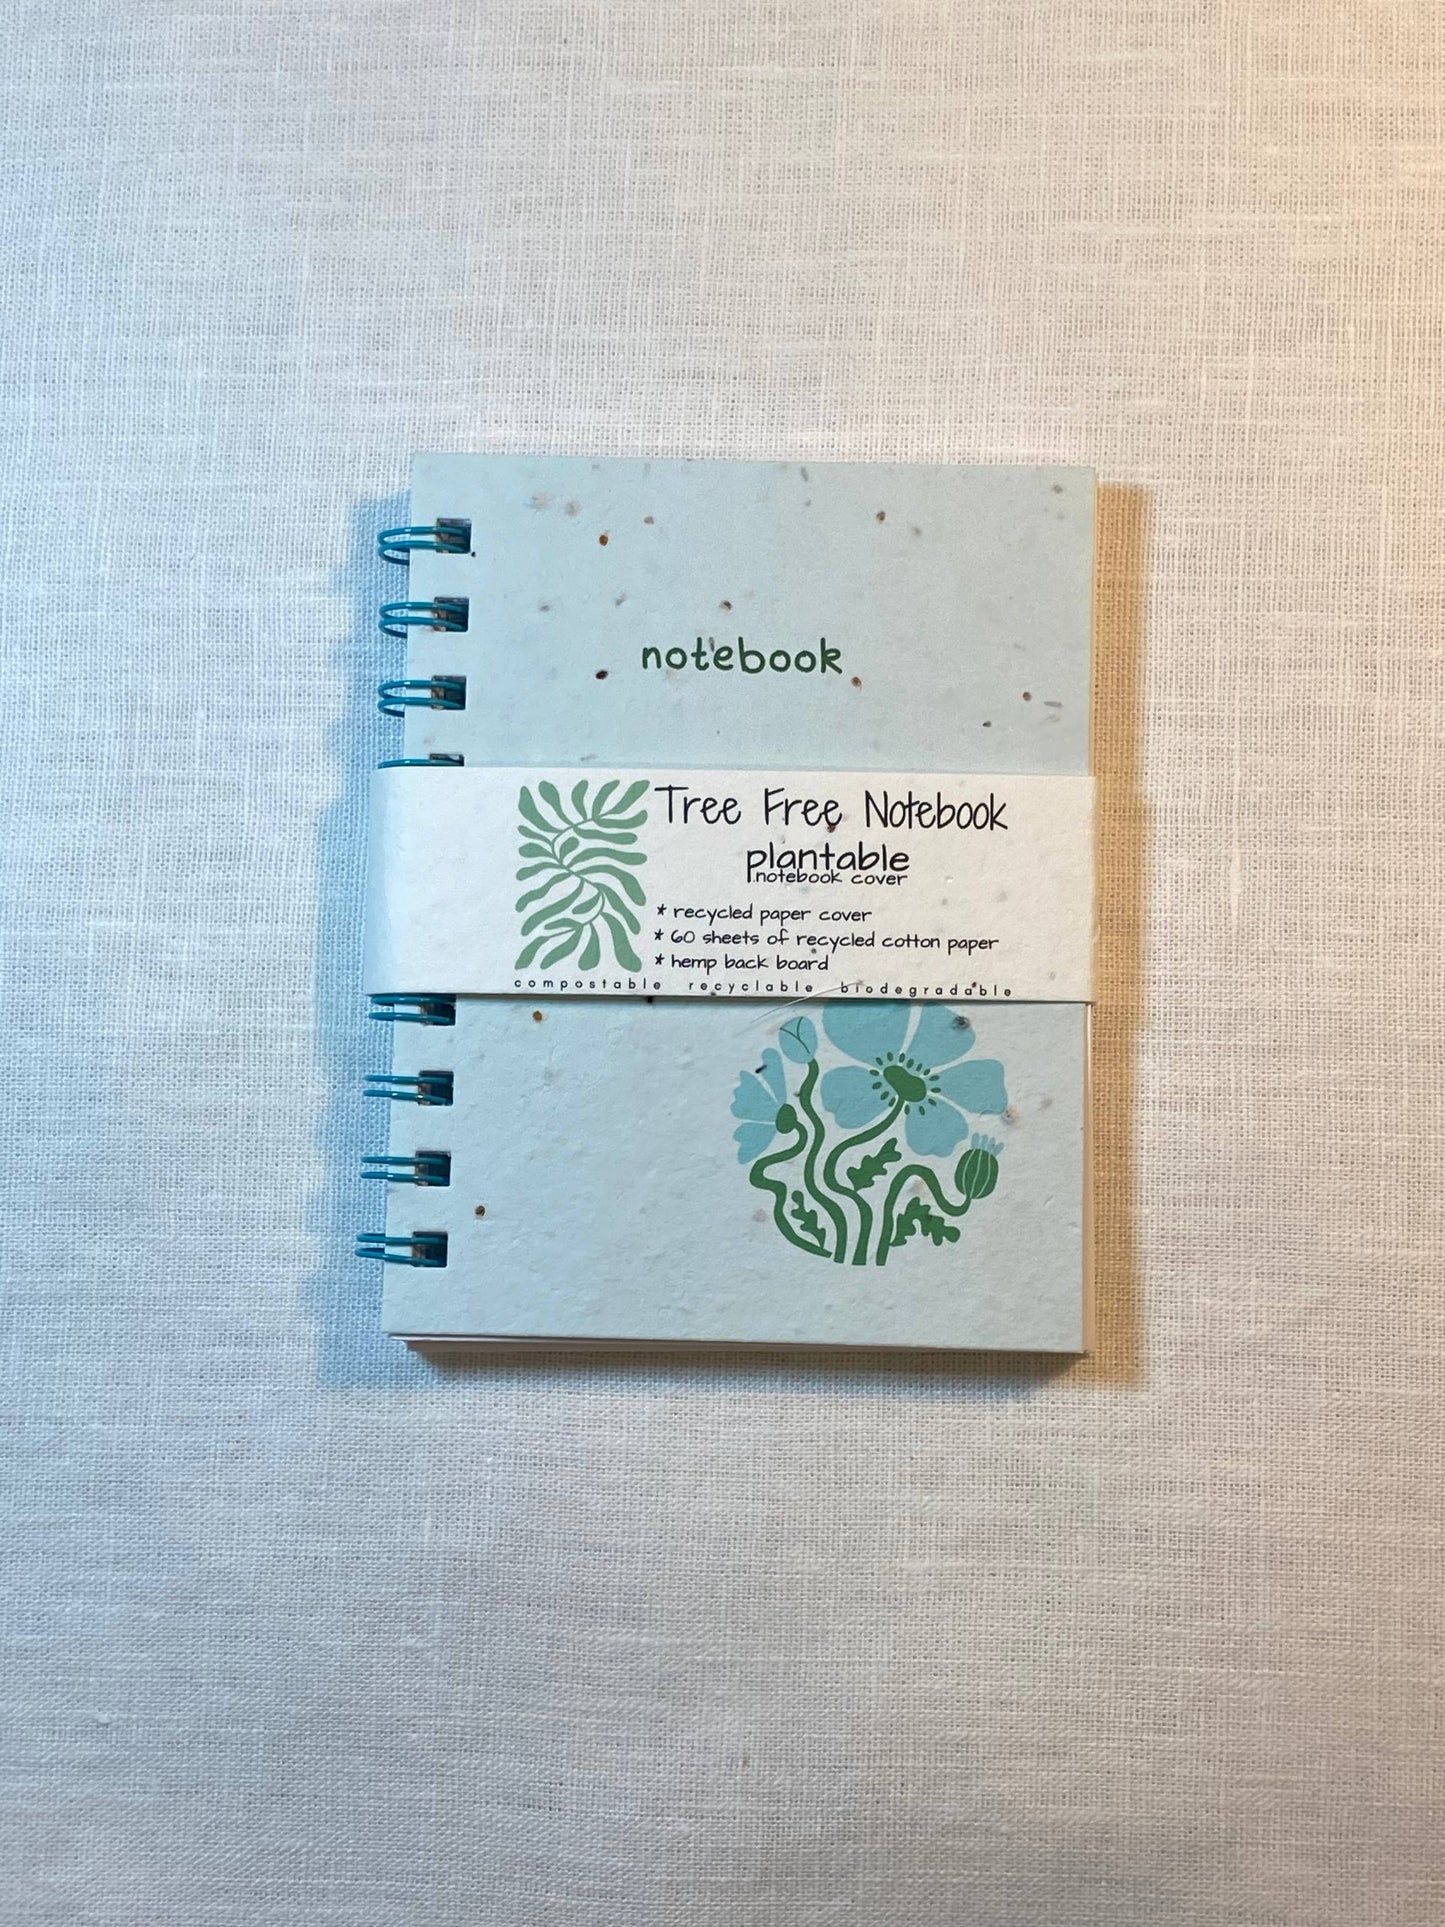 notebook
Tree Free Notebook
plantable
notebook cover
* recycled paper cover
* 60 sheets of recycled cotton paper
* hemp back board
compostable recyclable biodegradable